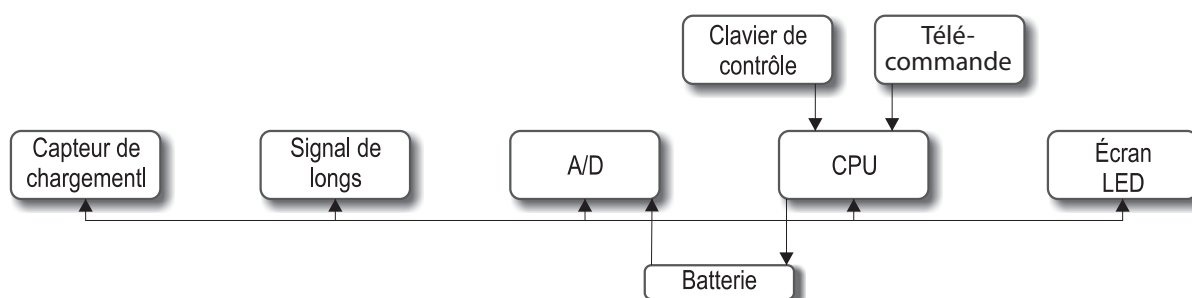 Clavier de
contrôle
Télé-
commande
Capteur de
chargementl
Signal de
longs
A/D
CPU
Écran
LED
Batterie